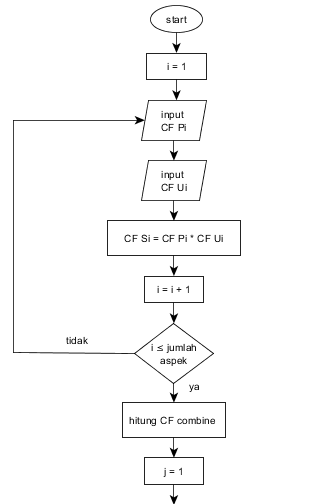 start
i = 1
input
CF Pi
input
CF Ui
CF Si = CF Pi * CF Ui
i = i + 1
tidak
i ≤ jumlah
aspek
ya
hitung CF combine
j = 1